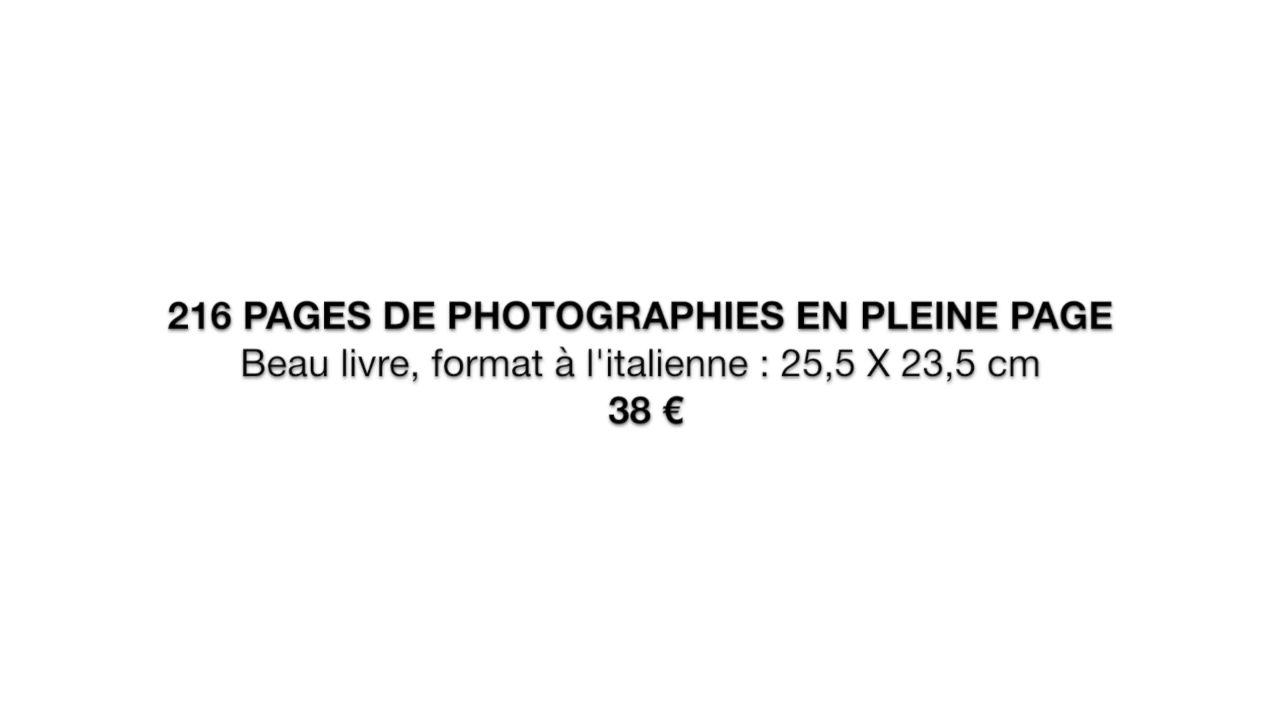 216 PAGES DE PHOTOGRAPHIES EN PLEINE PAGE
Beau livre, format à l'italienne : 25,5 X 23,5 cm
38 €